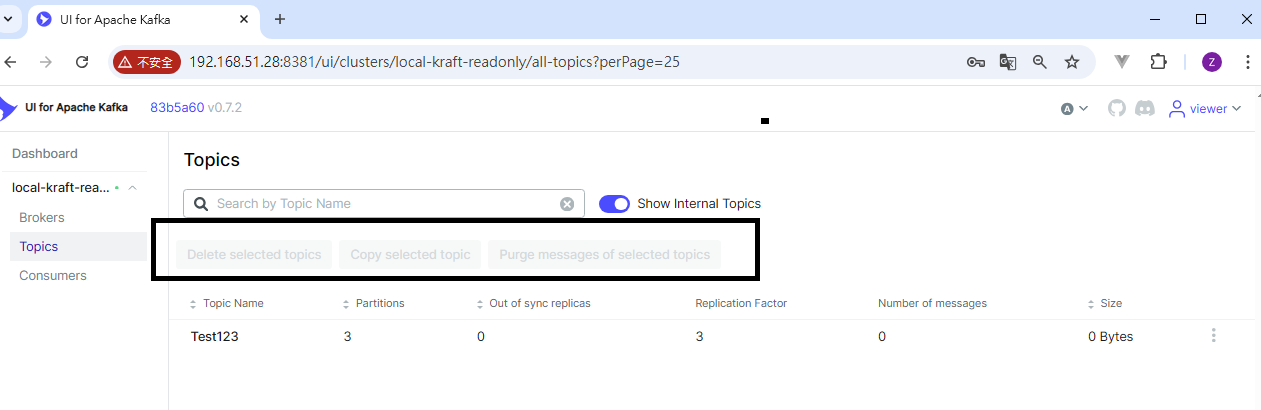 UI for Apache Kafka
不安全
192.168.51.28:8381/ui/clusters/local-kraft-readonly/all-topics?perPage=25
Z
UI for Apache Kafka 83b5a60 v0.7.2
A
viewer
Dashboard
local-kraft-rea...
Brokers
Topics
Consumers
Topics
Search by Topic Name
Show Internal Topics
Delete selected topics Copy selected topic Purge messages of selected topics
Topic Name Partitions Out of sync replicas Replication Factor Number of messages Size
Test123 3 0 3 0 0 Bytes